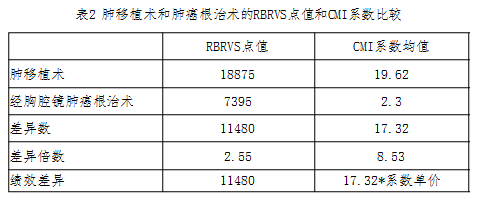 表2 肺移植术和肺癌根治术的RBRVS点值和CMI系数比较
RBRVS点值 CMI系数均值
肺移植术 18875 19.62
经胸腔镜肺癌根治术 7395 2.3
差异数 11480 17.32
差异倍数 2.55 8.53
绩效差异 11480 17.32*系数单价